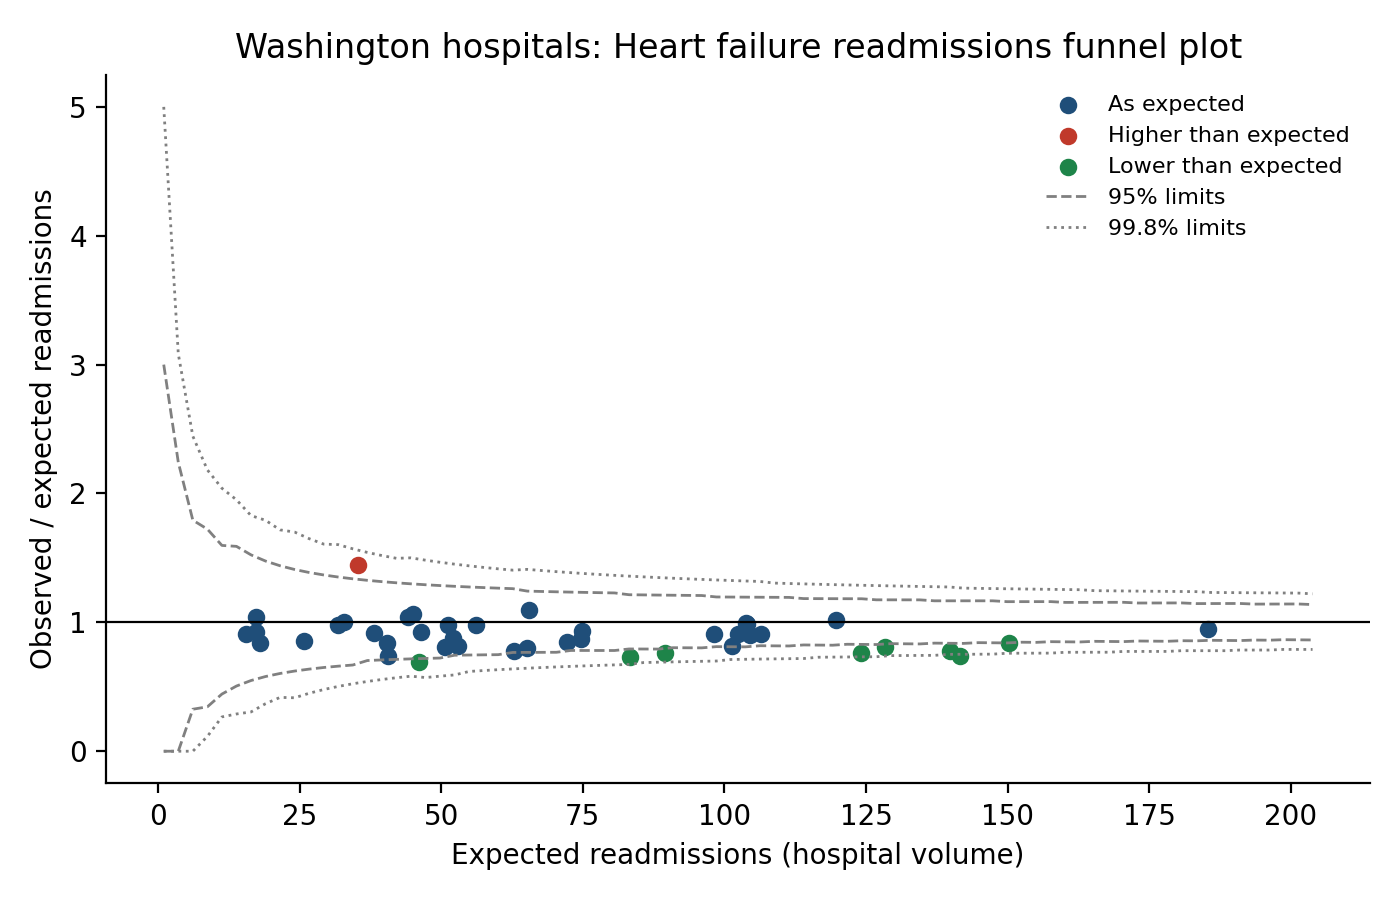 Washington hospitals: Heart failure readmissions funnel plot
As expected
Higher than expected
Lower than expected
95% limits
99.8% limits
Observed / expected readmissions
5
4
3
2
1
0
0 25 50 75 100 125 150 175 200
Expected readmissions (hospital volume)